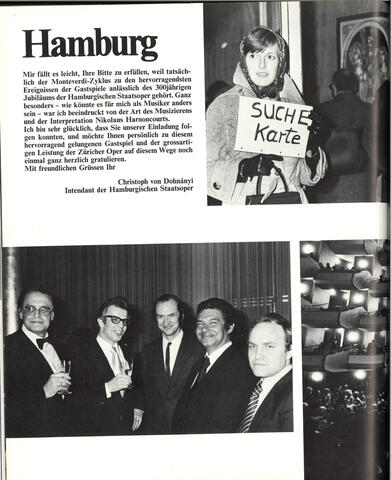 Hamburg
Mir fällt es leicht, Ihre Bitte zu erfüllen, weil tatsäch-
lich der Monteverdi-Zyklus zu den hervorragendsten
Ereignissen der Gastspiele anlässlich des 300jährigen
Jubiläums der Hamburgischen Staatsoper gehört. Ganz
besonders – wie könnte es für mich als Musiker anders
sein – war ich beeindruckt von der Art des Musizierens
und der Interpretation Nikolaus Harnoncourts.
Ich bin sehr glücklich, dass Sie unserer Einladung fol-
gen konnten, und möchte Ihnen persönlich zu diesem
hervorragend gelungenen Gastspiel und der grossarti-
gen Leistung der Züricher Oper auf diesem Wege noch
einmal ganz herzlich gratulieren.
Mit freundlichen Grüssen Ihr
Christoph von Dohnányi
Intendant der Hamburgischen Staatsoper
SUCHE
Karte